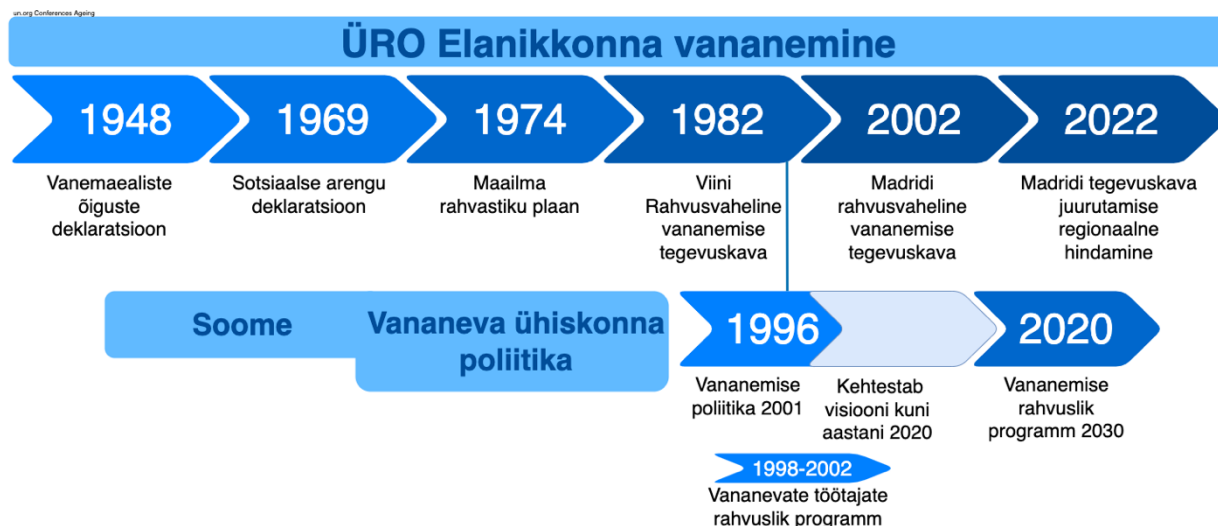 un.org Conferences Ageing
ÜRO Elanikkonna vananemine
1948
1969
1974
1982
2002
2022
Vanemaealiste
õiguste
deklaratsioon
Sotsiaalse arengu
deklaratsioon
Maailma
rahvastiku plaan
Viini
Rahvusvaheline
vananemise
tegevuskava
Madridi
rahvusvaheline
vananemise
tegevuskava
Madridi tegevuskava
juurutamise
regionaalne
hindamine
Soome
Vananeva ühiskonna
poliitika
1996
2020
Vananemise
poliitika 2001
Kehtestab
visiooni kuni
aastani 2020
Vananemise
rahvuslik
programm 2030
1998-2002
Vananevate töötajate
rahvuslik programm